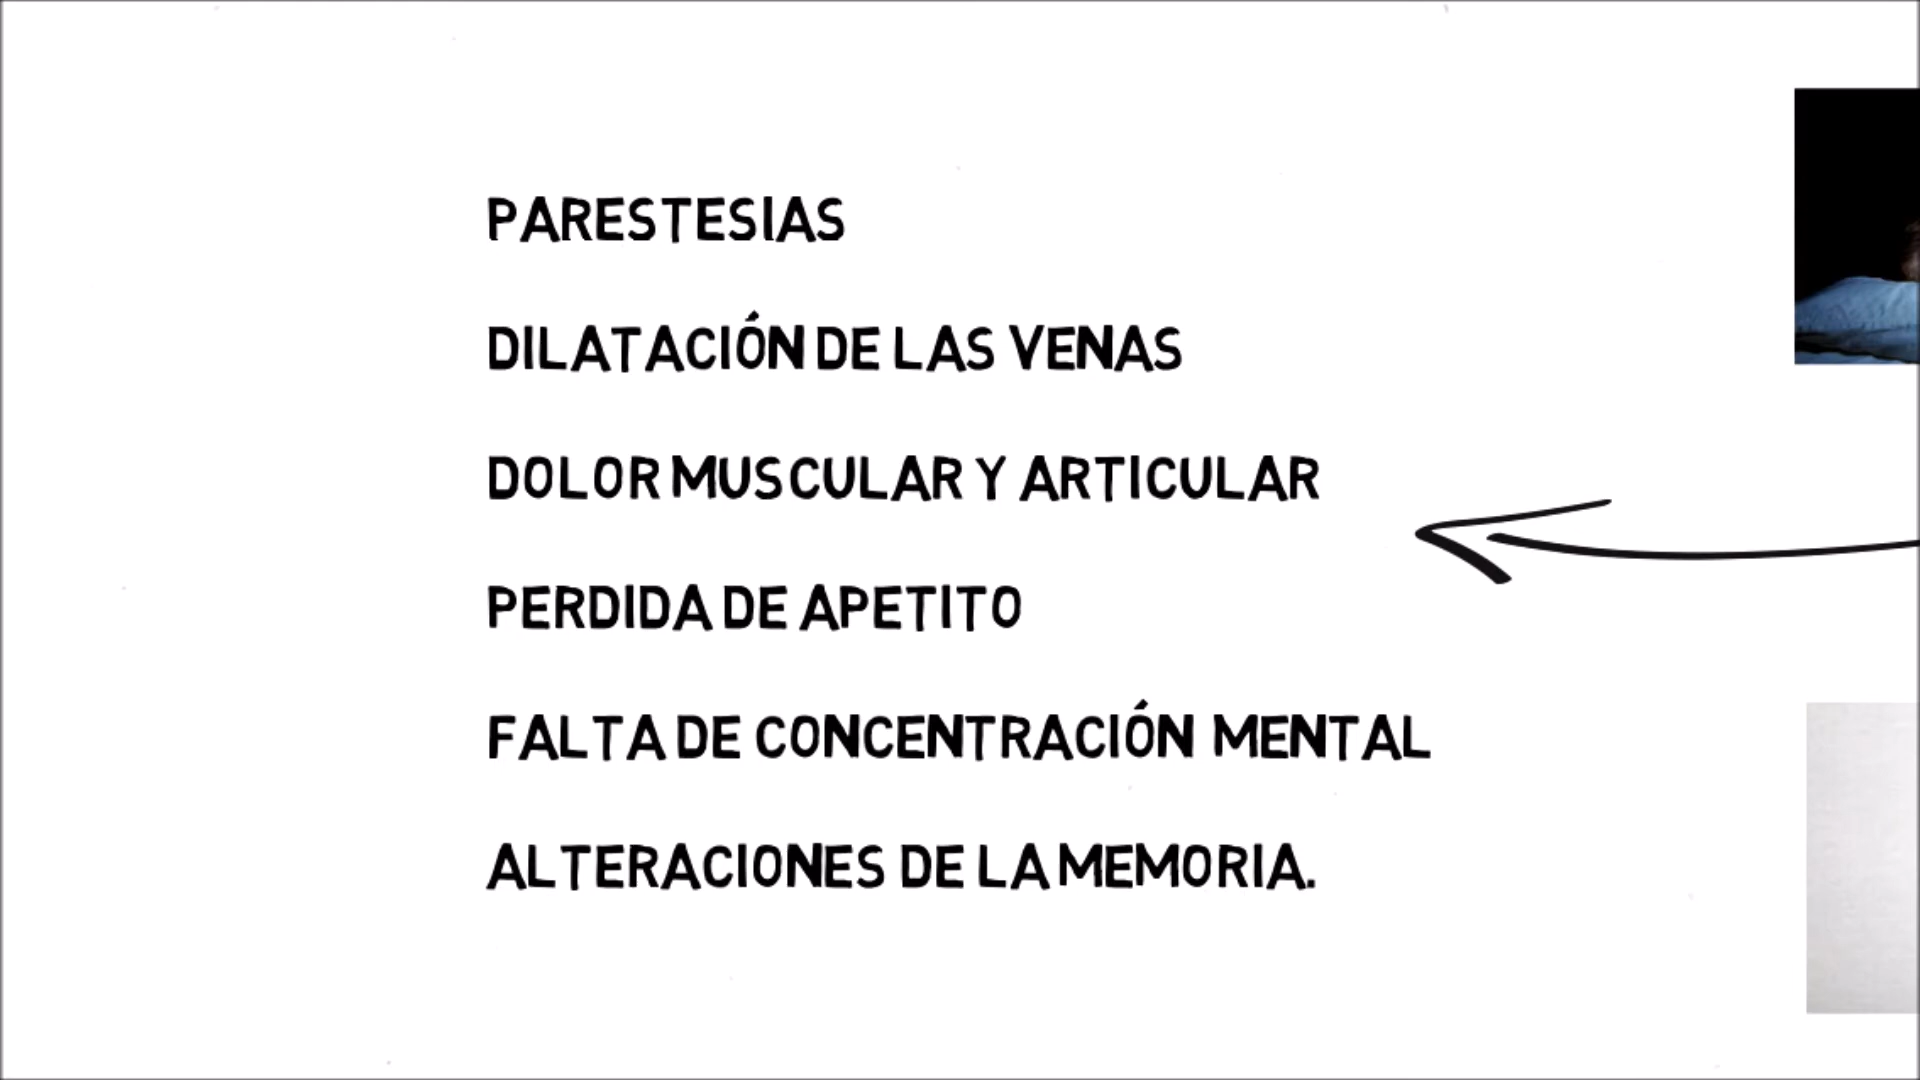 PARESTESIAS
DILATACIÓN DE LAS VENAS
DOLOR MUSCULAR Y ARTICULAR
PERDIDA DE APETITO
FALTA DE CONCENTRACIÓN MENTAL
ALTERACIONES DE LA MEMORIA.